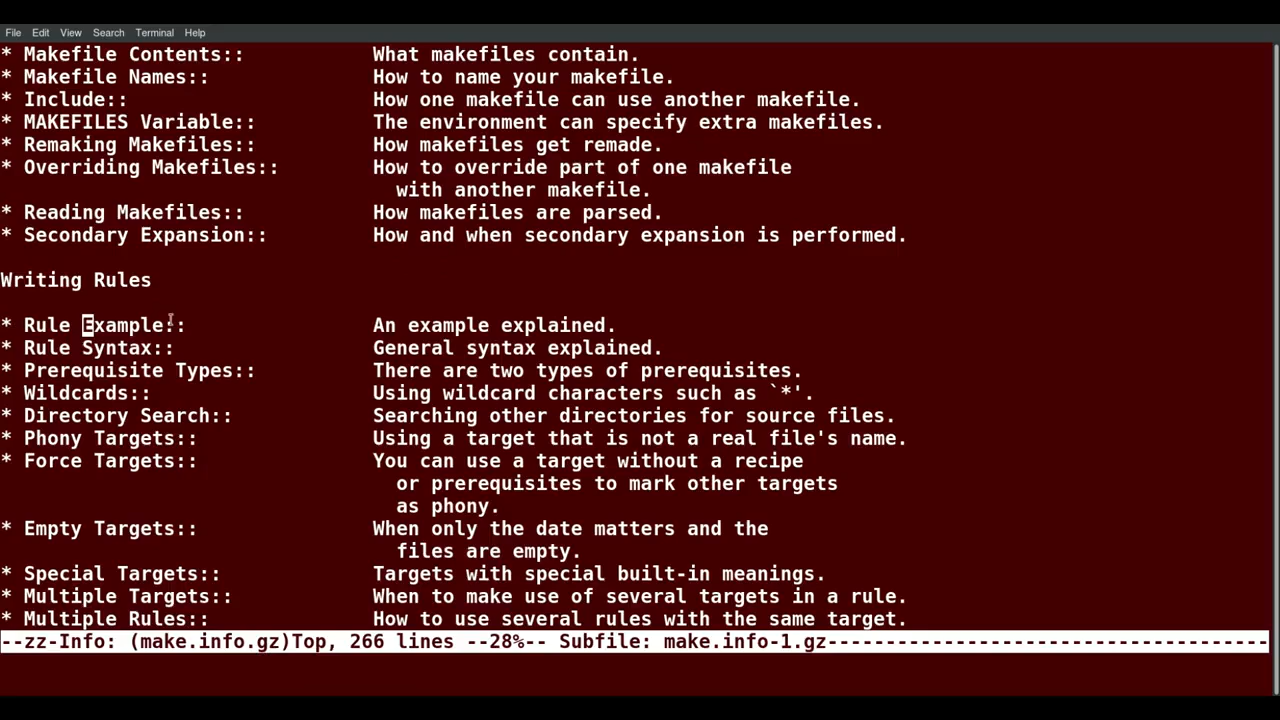 File Edit View Search Terminal Help
* Makefile Contents::           What makefiles contain.
* Makefile Names::              How to name your makefile.
* Include::                     How one makefile can use another makefile.
* MAKEFILES Variable::          The environment can specify extra makefiles.
* Remaking Makefiles::          How makefiles get remade.
* Overriding Makefiles::        How to override part of one makefile
                                  with another makefile.
* Reading Makefiles::           How makefiles are parsed.
* Secondary Expansion::         How and when secondary expansion is performed.
Writing Rules
* Rule Example::                An example explained.
* Rule Syntax::                 General syntax explained.
* Prerequisite Types::          There are two types of prerequisites.
* Wildcards::                   Using wildcard characters such as `*'.
* Directory Search::            Searching other directories for source files.
* Phony Targets::               Using a target that is not a real file's name.
* Force Targets::               You can use a target without a recipe
                                  or prerequisites to mark other targets
                                  as phony.
* Empty Targets::               When only the date matters and the
                                  files are empty.
* Special Targets::             Targets with special built-in meanings.
* Multiple Targets::            When to make use of several targets in a rule.
* Multiple Rules::              How to use several rules with the same target.
--zz-Info: (make.info.gz)Top, 266 lines --28%-- Subfile: make.info-1.gz--------------------------------------